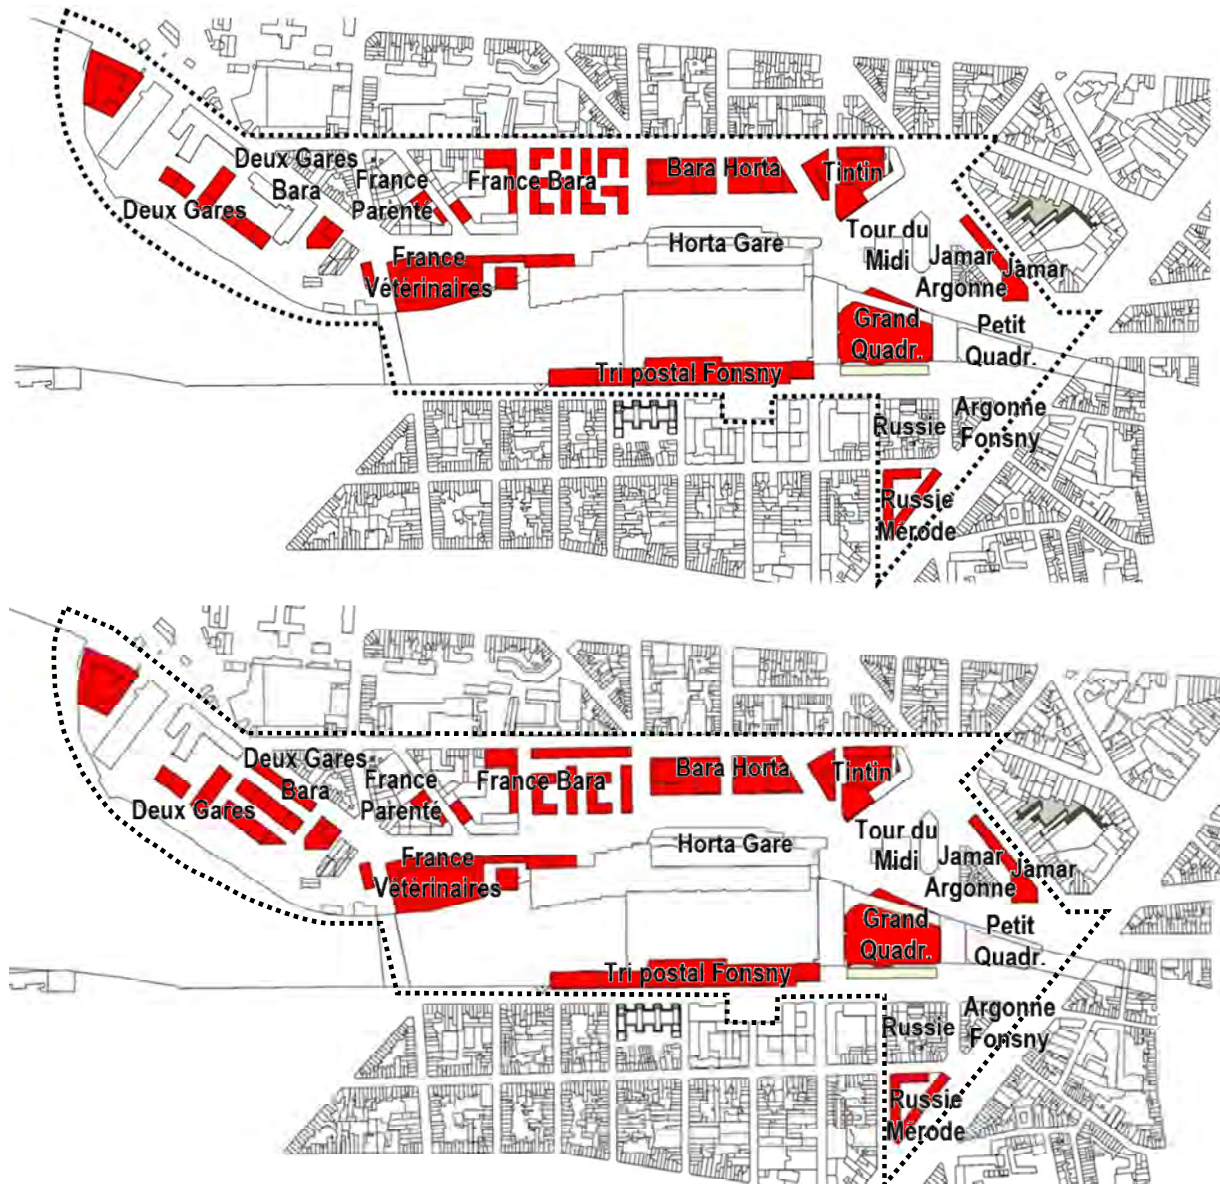 Deux Gares
Bara
France
Parenté
France Bara
Bara Horta
Tintin
Deux Gares
France
Vétérinaires
Horta Gare
Tour du
Midi
Jamar
Argonne
Jamar
Grand
Quadr.
Petit
Quadr.
Tri postal Fonsny
Argonne
Fonsny
Russie
Russie
Mérode
Deux Gares
Bara
France
Parenté
France Bara
Bara Horta
Tintin
Deux Gares
France
Vétérinaires
Horta Gare
Tour du
Midi
Jamar
Argonne
Jamar
Grand
Quadr.
Petit
Quadr.
Tri postal Fonsny
Argonne
Fonsny
Russie
Russie
Mérode